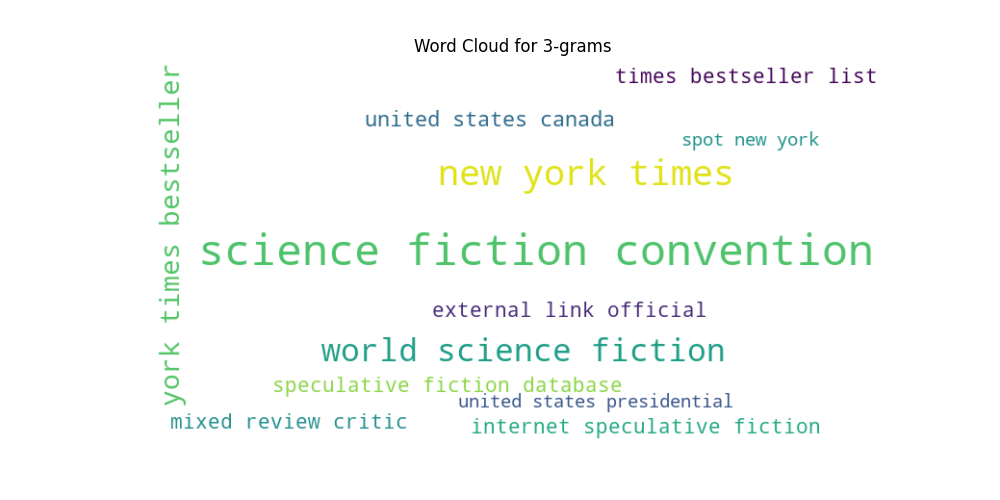 Word Cloud for 3-grams
times bestseller list
united states canada
spot new york
new york times
york times bestseller
science fiction convention
external link official
world science fiction
speculative fiction database
united states presidential
mixed review critic
internet speculative fiction